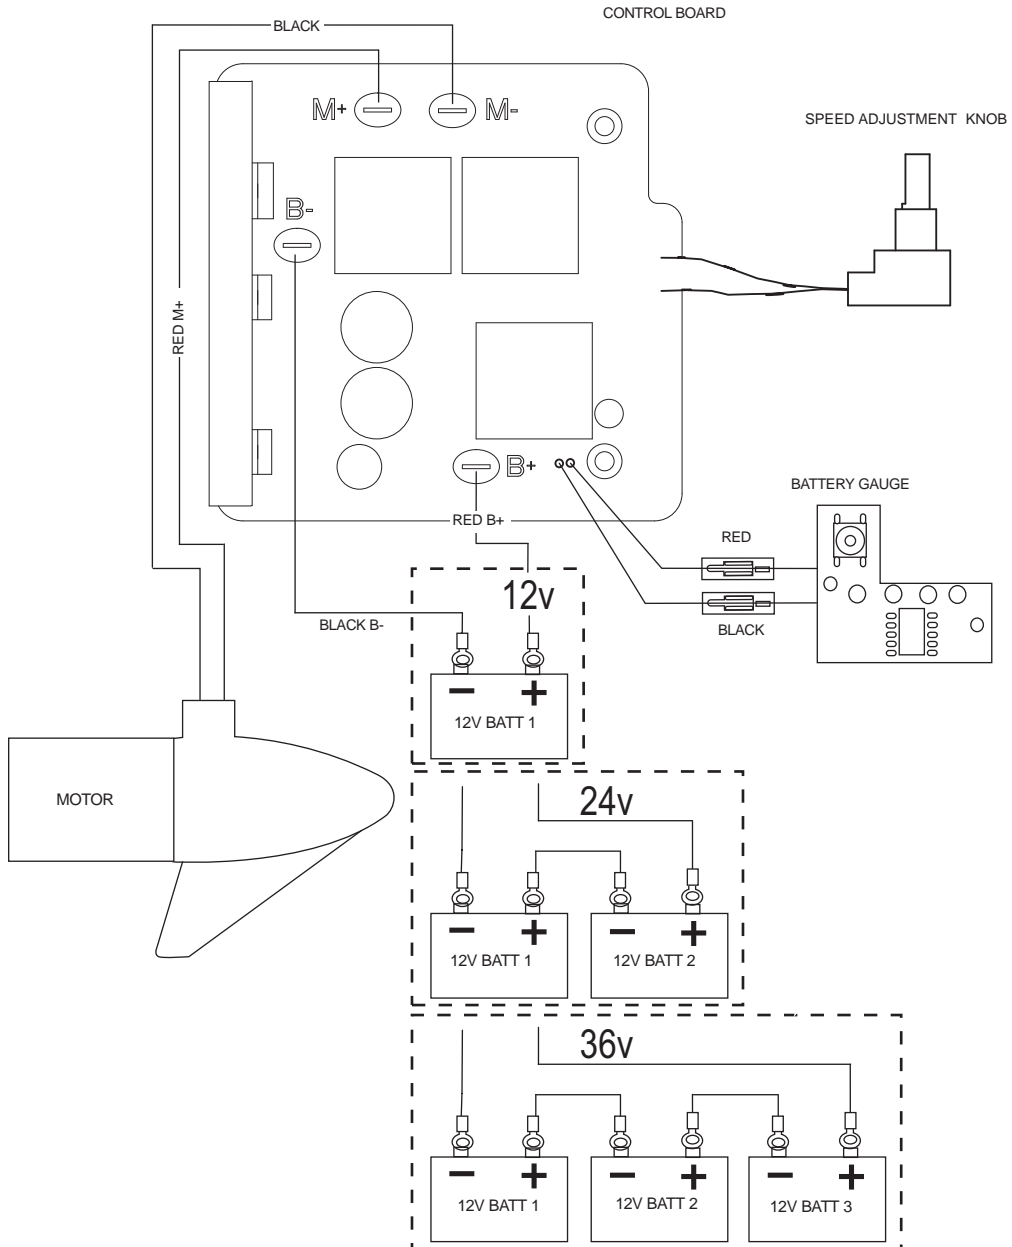 CONTROL BOARD
BLACK
M+
M-
SPEED ADJUSTMENT KNOB
B-
RED M+
B+
BATTERY GAUGE
RED B+
RED
12v
BLACK B-
BLACK
− +
12V BATT 1
MOTOR
24v
− +
− +
12V BATT 1
12V BATT 2
36v
− +
− +
− +
12V BATT 1
12V BATT 2
12V BATT 3